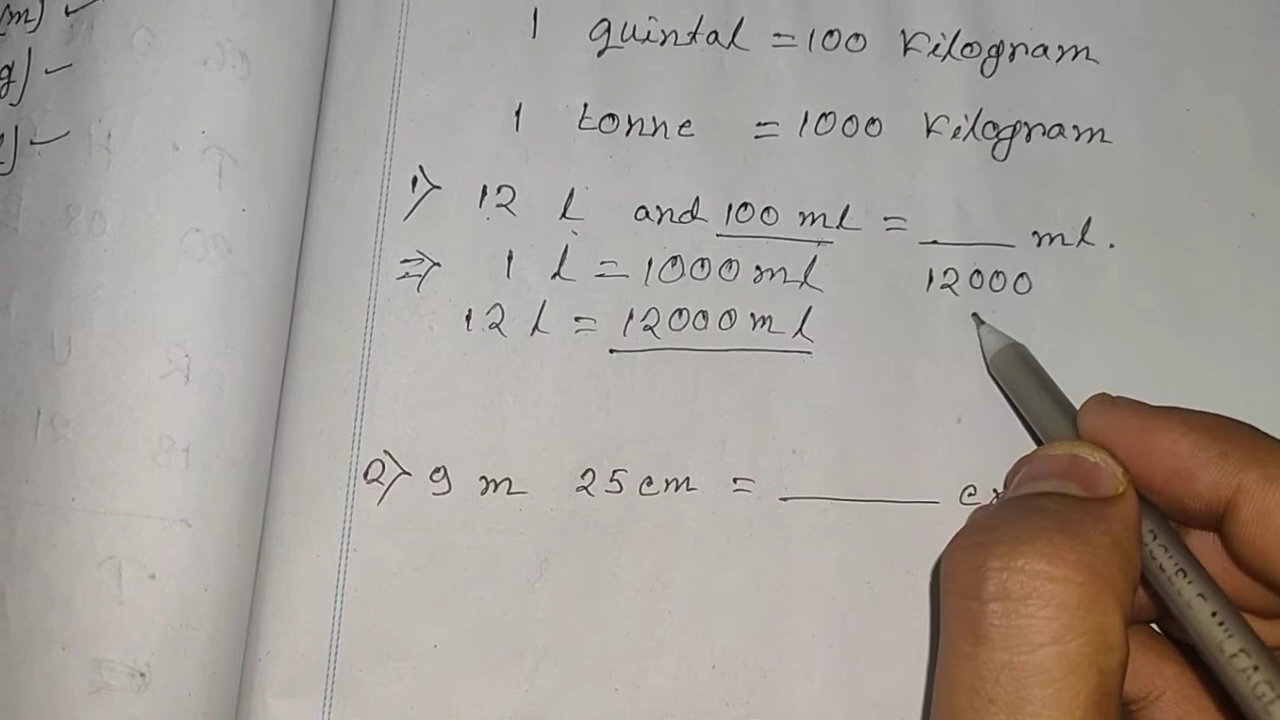 m) ✓
g) –
1 quintal = 100 Kilogram
1 tonne = 1000 Kilogram
1) 12 l and 100 ml = ____ ml.
⇒ 1 l = 1000 ml 12000
12 l = 12000 ml
2) 9 m 25 cm = ____